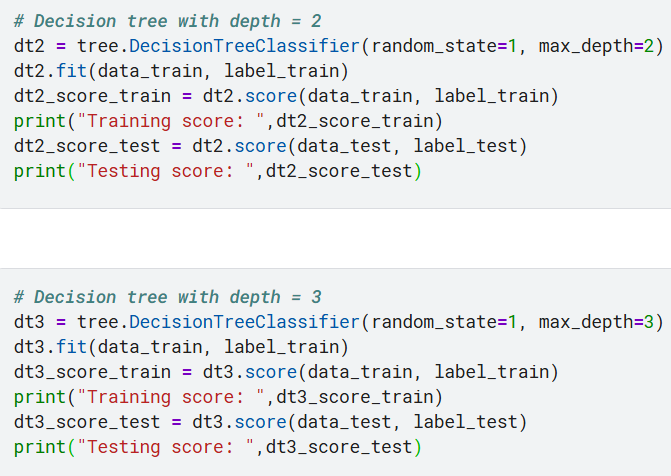 # Decision tree with depth = 2
dt2 = tree.DecisionTreeClassifier(random_state=1, max_depth=2)
dt2.fit(data_train, label_train)
dt2_score_train = dt2.score(data_train, label_train)
print("Training score: ",dt2_score_train)
dt2_score_test = dt2.score(data_test, label_test)
print("Testing score: ",dt2_score_test)
# Decision tree with depth = 3
dt3 = tree.DecisionTreeClassifier(random_state=1, max_depth=3)
dt3.fit(data_train, label_train)
dt3_score_train = dt3.score(data_train, label_train)
print("Training score: ",dt3_score_train)
dt3_score_test = dt3.score(data_test, label_test)
print("Testing score: ",dt3_score_test)